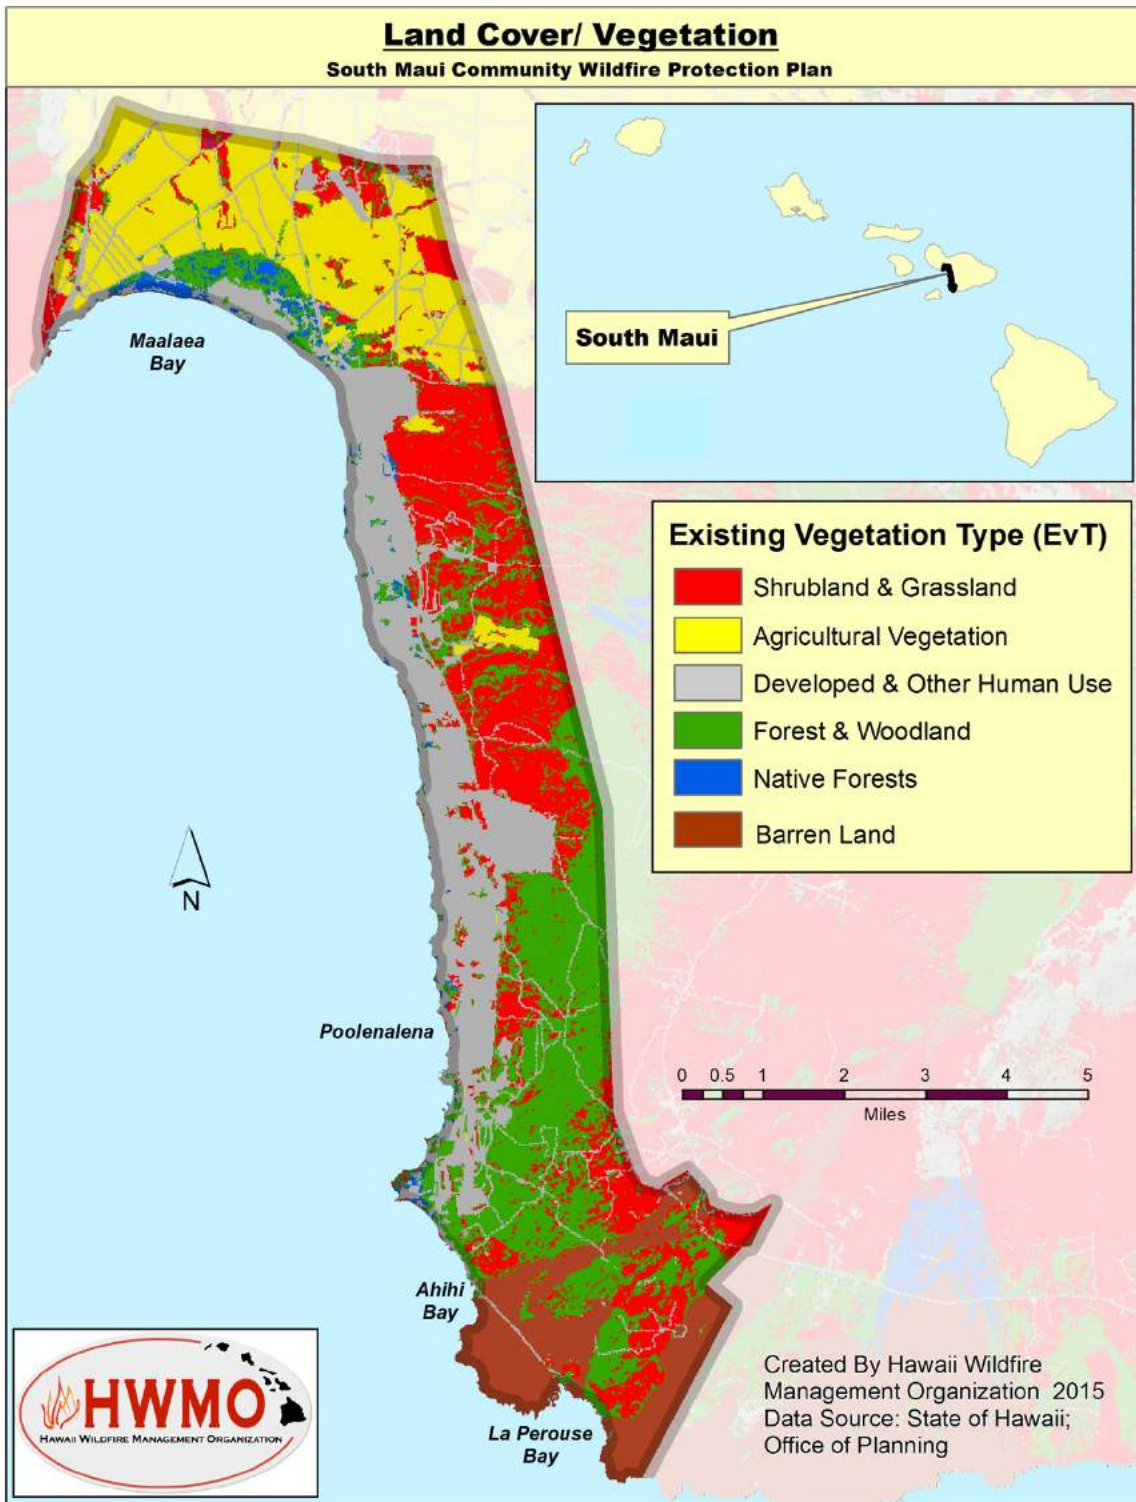 Land Cover/ Vegetation
South Maui Community Wildfire Protection Plan
South Maui
Maalaea
Bay
Existing Vegetation Type (EvT)
Shrubland & Grassland
Agricultural Vegetation
Developed & Other Human Use
Forest & Woodland
Native Forests
Barren Land
N
Poolenalena
0 0.5 1 2 3 4 5
Miles
Ahihi
Bay
La Perouse
Bay
HWMO
HAWAII WILDFIRE MANAGEMENT ORGANIZATION
Created By Hawaii Wildfire
Management Organization 2015
Data Source: State of Hawaii;
Office of Planning